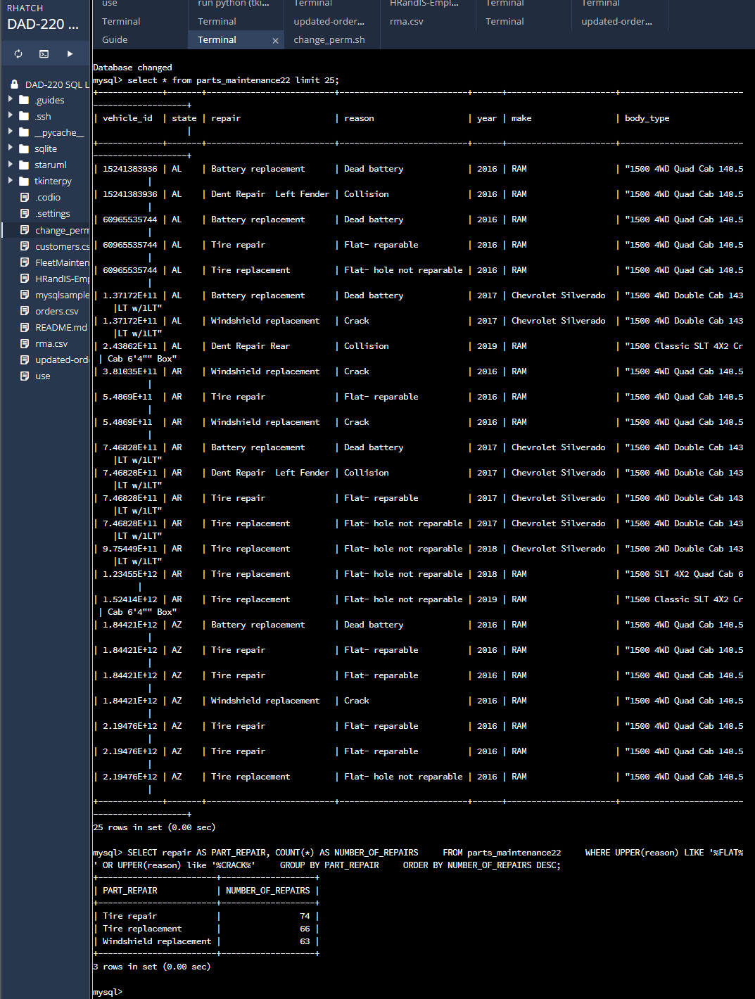 RHATCH
DAD-220 ...
use
run python (tki...
Terminal
HRandIS-Empl...
Terminal
Terminal
Terminal
Terminal
updated-order...
rma.csv
Terminal
updated-order...
Guide
Terminal ×
change_perm.sh
DAD-220 SQL L
.guides
.ssh
__pycache__
sqlite
staruml
tkinterpy
.codio
.settings
change_perm
customers.cs
FleetMainten
HRandIS-Emp
mysqlsample
orders.csv
README.md
rma.csv
updated-orde
use
Database changed
mysql> select * from parts_maintenance22 limit 25;
+-------------+-------+--------------------------+--------------------------+------+----------------------+-------------------------
-------------------+
| vehicle_id | state | repair | reason | year | make | body_type
|
+-------------+-------+--------------------------+--------------------------+------+----------------------+-------------------------
-------------------+
| 15241383936 | AL | Battery replacement | Dead battery | 2016 | RAM | "1500 4WD Quad Cab 140.5
|
| 15241383936 | AL | Dent Repair  Left Fender | Collision | 2016 | RAM | "1500 4WD Quad Cab 140.5
|
| 60965535744 | AL | Battery replacement | Dead battery | 2016 | RAM | "1500 4WD Quad Cab 140.5
|
| 60965535744 | AL | Tire repair | Flat- reparable | 2016 | RAM | "1500 4WD Quad Cab 140.5
|
| 60965535744 | AL | Tire replacement | Flat- hole not reparable | 2016 | RAM | "1500 4WD Quad Cab 140.5
|
| 1.37172E+11 | AL | Battery replacement | Dead battery | 2017 | Chevrolet Silverado | "1500 4WD Double Cab 143
|LT w/1LT"
| 1.37172E+11 | AL | Windshield replacement | Crack | 2017 | Chevrolet Silverado | "1500 4WD Double Cab 143
|LT w/1LT"
| 2.43862E+11 | AL | Dent Repair Rear | Collision | 2019 | RAM | "1500 Classic SLT 4X2 Cr
| Cab 6'4"" Box"
| 3.81035E+11 | AR | Windshield replacement | Crack | 2016 | RAM | "1500 4WD Quad Cab 140.5
|
| 5.4869E+11 | AR | Tire repair | Flat- reparable | 2016 | RAM | "1500 4WD Quad Cab 140.5
|
| 5.4869E+11 | AR | Windshield replacement | Crack | 2016 | RAM | "1500 4WD Quad Cab 140.5
|
| 7.46828E+11 | AR | Battery replacement | Dead battery | 2017 | Chevrolet Silverado | "1500 4WD Double Cab 143
|LT w/1LT"
| 7.46828E+11 | AR | Dent Repair  Left Fender | Collision | 2017 | Chevrolet Silverado | "1500 4WD Double Cab 143
|LT w/1LT"
| 7.46828E+11 | AR | Tire repair | Flat- reparable | 2017 | Chevrolet Silverado | "1500 4WD Double Cab 143
|LT w/1LT"
| 7.46828E+11 | AR | Tire replacement | Flat- hole not reparable | 2017 | Chevrolet Silverado | "1500 4WD Double Cab 143
|LT w/1LT"
| 9.75449E+11 | AR | Tire replacement | Flat- hole not reparable | 2018 | Chevrolet Silverado | "1500 2WD Double Cab 143
|LT w/1LT"
| 1.23455E+12 | AR | Tire replacement | Flat- hole not reparable | 2018 | RAM | "1500 SLT 4X2 Quad Cab 6
|
| 1.52414E+12 | AR | Tire replacement | Flat- hole not reparable | 2019 | RAM | "1500 Classic SLT 4X2 Cr
| Cab 6'4"" Box"
| 1.84421E+12 | AZ | Battery replacement | Dead battery | 2016 | RAM | "1500 4WD Quad Cab 140.5
|
| 1.84421E+12 | AZ | Tire repair | Flat- reparable | 2016 | RAM | "1500 4WD Quad Cab 140.5
|
| 1.84421E+12 | AZ | Tire repair | Flat- reparable | 2016 | RAM | "1500 4WD Quad Cab 140.5
|
| 1.84421E+12 | AZ | Windshield replacement | Crack | 2016 | RAM | "1500 4WD Quad Cab 140.5
|
| 2.19476E+12 | AZ | Tire repair | Flat- reparable | 2016 | RAM | "1500 4WD Quad Cab 140.5
|
| 2.19476E+12 | AZ | Tire repair | Flat- reparable | 2016 | RAM | "1500 4WD Quad Cab 140.5
|
| 2.19476E+12 | AZ | Tire replacement | Flat- hole not reparable | 2016 | RAM | "1500 4WD Quad Cab 140.5
|
+-------------+-------+--------------------------+--------------------------+------+----------------------+-------------------------
-------------------+
25 rows in set (0.00 sec)
mysql> SELECT repair AS PART_REPAIR, COUNT(*) AS NUMBER_OF_REPAIRS     FROM parts_maintenance22     WHERE UPPER(reason) LIKE '%FLAT%
' OR UPPER(reason) like '%CRACK%'     GROUP BY PART_REPAIR     ORDER BY NUMBER_OF_REPAIRS DESC;
+------------------------+-------------------+
| PART_REPAIR | NUMBER_OF_REPAIRS |
+------------------------+-------------------+
| Tire repair | 74 |
| Tire replacement | 66 |
| Windshield replacement | 63 |
+------------------------+-------------------+
3 rows in set (0.00 sec)
mysql>